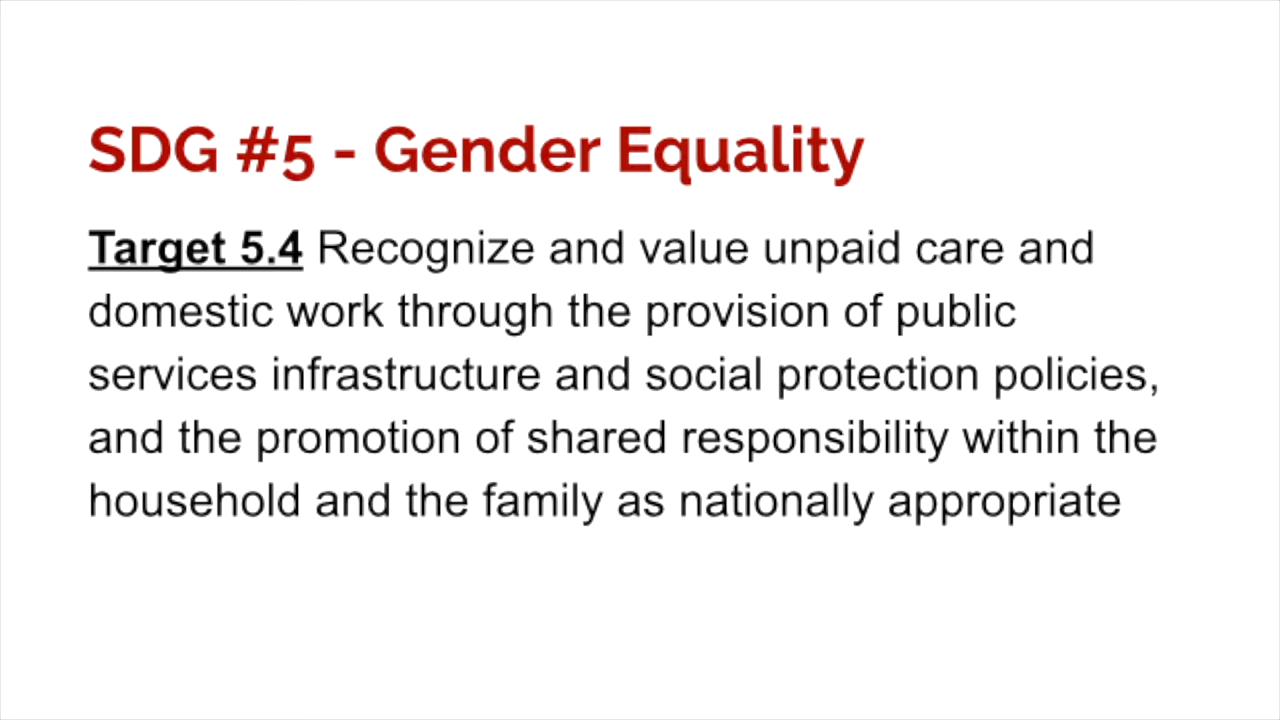 SDG #5 - Gender Equality
Target 5.4 Recognize and value unpaid care and
domestic work through the provision of public
services infrastructure and social protection policies,
and the promotion of shared responsibility within the
household and the family as nationally appropriate